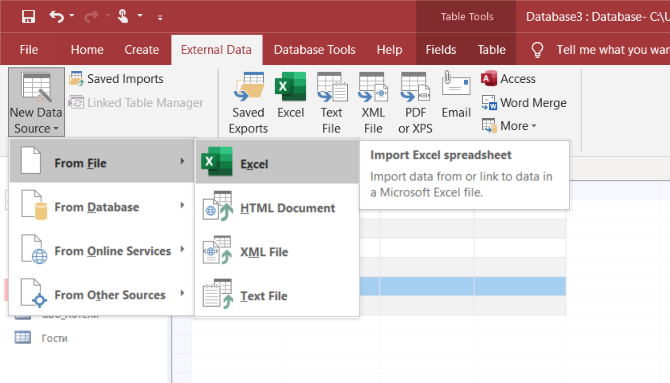 Table Tools
Database3 : Database- C:\U
File
Home
Create
External Data
Database Tools
Help
Fields
Table
Tell me what you want
New Data
Source
Saved Imports
Linked Table Manager
Saved
Exports
Excel
Text
File
XML
File
PDF
or XPS
Email
Access
Word Merge
More
From File
From Database
From Online Services
From Other Sources
Excel
HTML Document
XML File
Text File
Import Excel spreadsheet
Import data from or link to data in
a Microsoft Excel file.
Гости